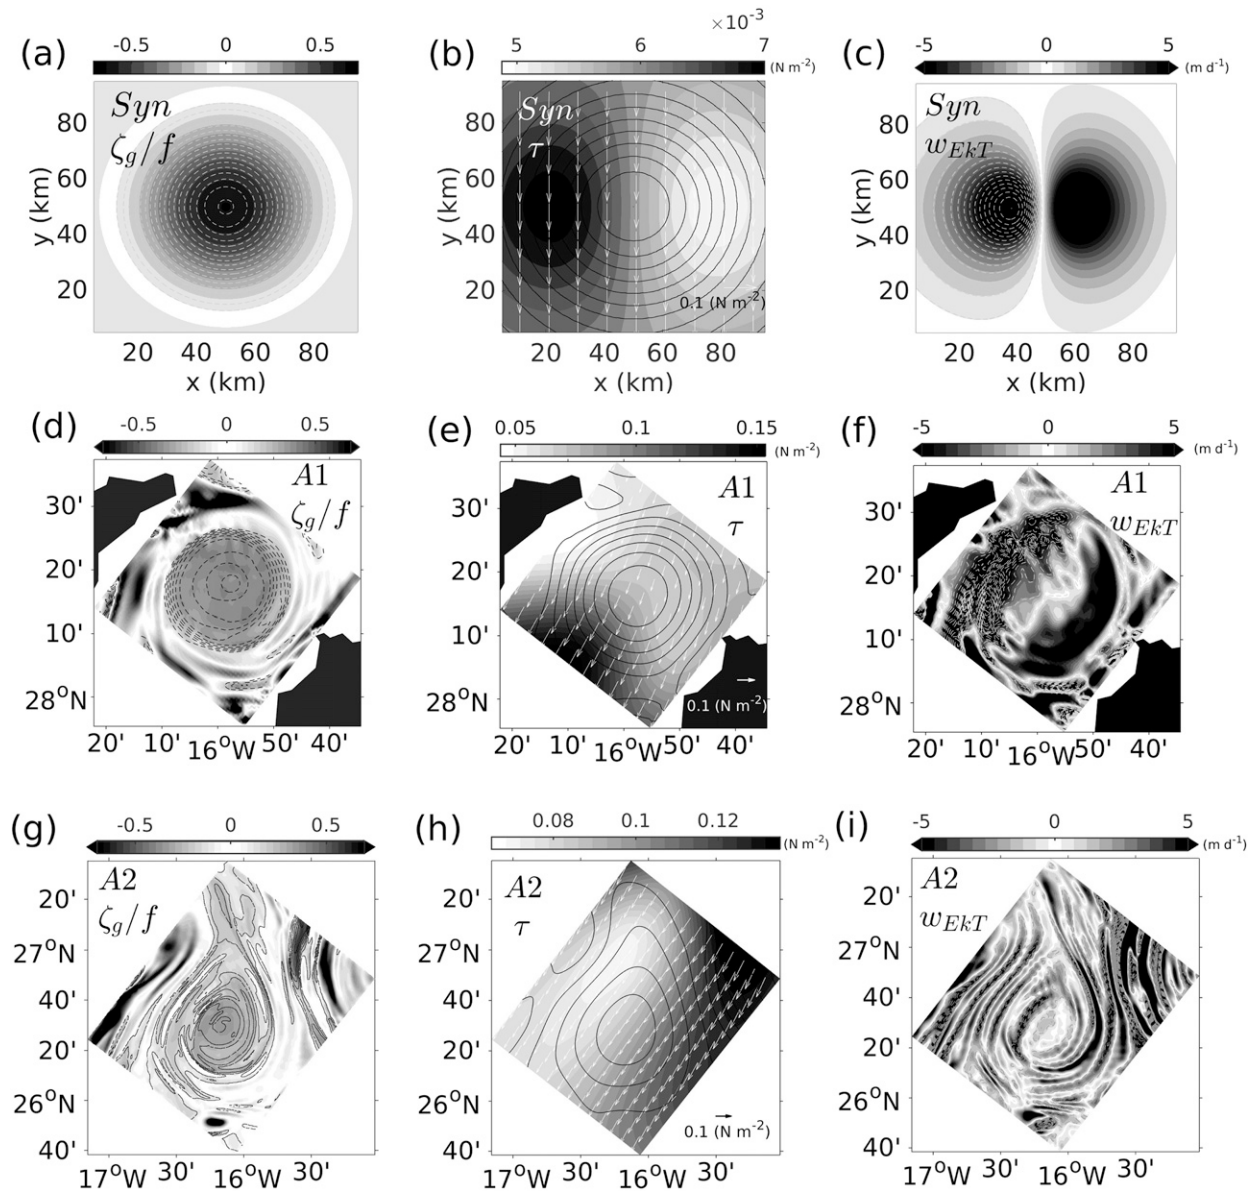 (a)
-0.5 0 0.5
Syn
ζg/f
80
60
40
20
y (km)
20 40 60 80
x (km)
(b)
×10⁻³
5 6 7
(N m⁻²)
Syn
τ
80
60
40
20
y (km)
0.1 (N m⁻²)
20 40 60 80
x (km)
(c)
-5 0 5
(m d⁻¹)
Syn
wEkT
80
60
40
20
y (km)
20 40 60 80
x (km)
(d)
-0.5 0 0.5
A1
ζg/f
30'
20'
10'
28°N
20' 10' 16°W 50' 40'
(e)
0.05 0.1 0.15
(N m⁻²)
A1
τ
30'
20'
10'
28°N
0.1 (N m⁻²)
20' 10' 16°W 50' 40'
(f)
-5 0 5
(m d⁻¹)
A1
wEkT
30'
20'
10'
28°N
20' 10' 16°W 50' 40'
(g)
-0.5 0 0.5
A2
ζg/f
20'
27°N
40'
20'
26°N
40'
17°W 30' 16°W 30'
(h)
0.08 0.1 0.12
(N m⁻²)
A2
τ
20'
27°N
40'
20'
26°N
40'
0.1 (N m⁻²)
17°W 30' 16°W 30'
(i)
-5 0 5
(m d⁻¹)
A2
wEkT
20'
27°N
40'
20'
26°N
40'
17°W 30' 16°W 30'